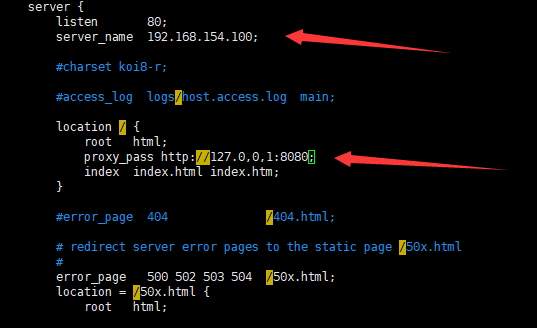 server {
listen 80;
server_name 192.168.154.100;
#charset koi8-r;
#access_log logs/host.access.log main;
location / {
root html;
proxy_pass http://127.0,0,1:8080;
index index.html index.htm;
}
#error_page 404 /404.html;
# redirect server error pages to the static page /50x.html
#
error_page 500 502 503 504 /50x.html;
location = /50x.html {
root html;